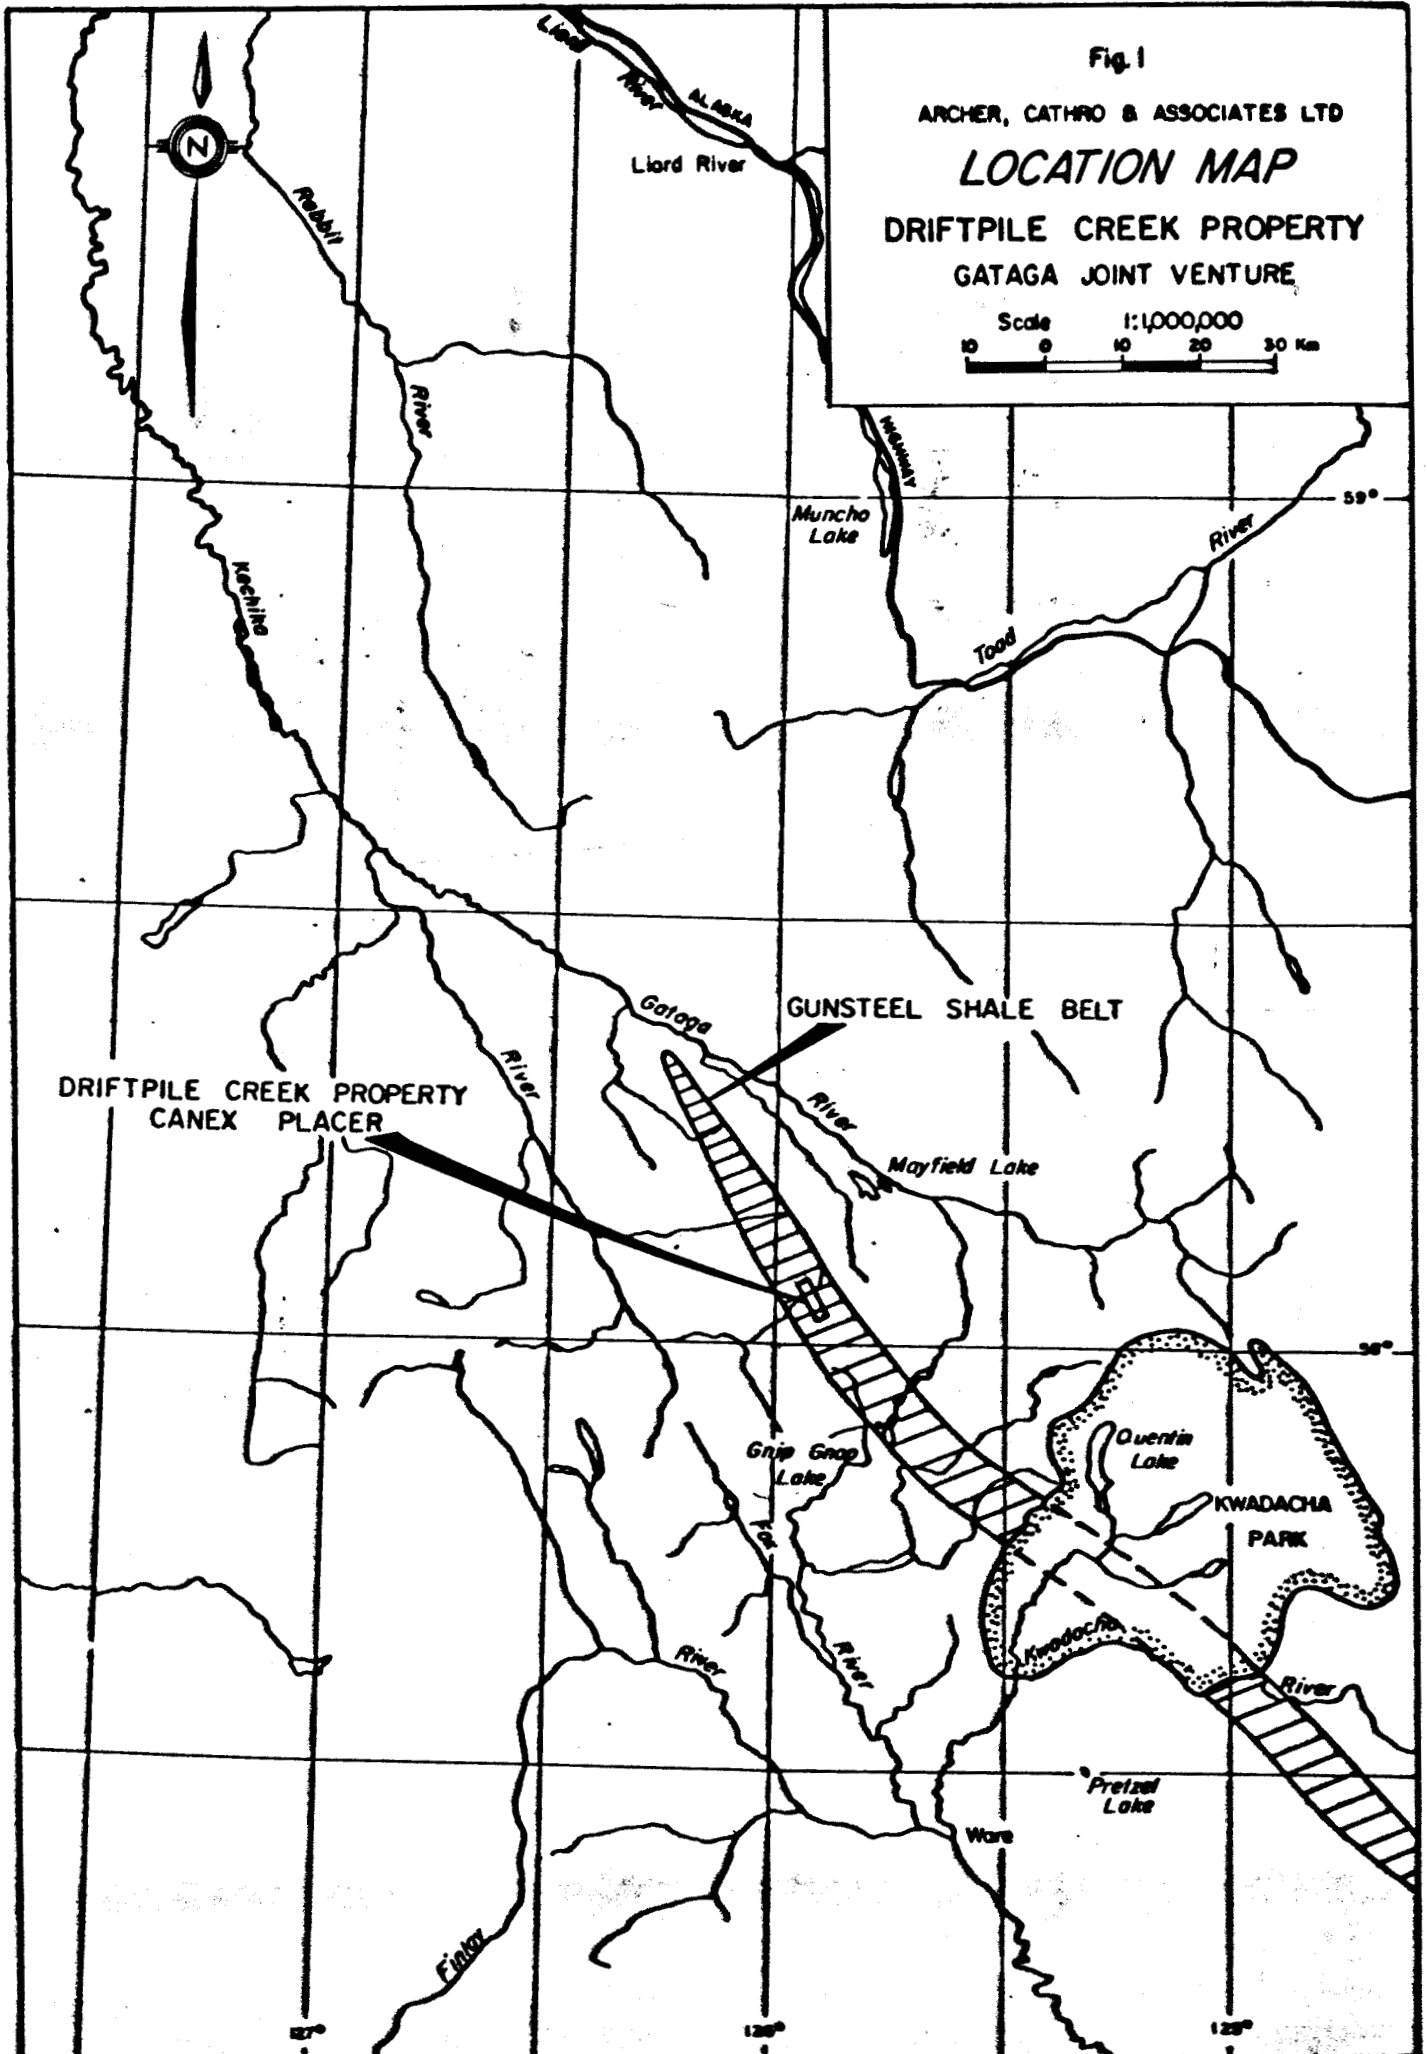 Fig. 1
ARCHER, CATHRO & ASSOCIATES LTD
LOCATION MAP
DRIFTPILE CREEK PROPERTY
GATAGA JOINT VENTURE
Scale 1:1,000,000
10 0 10 20 30 Km
Liard
River
ALASKA
Liard River
N
Rabbit
River
HIGHWAY
59°
Muncho
Lake
River
Kechika
Toad
Gataga
GUNSTEEL SHALE BELT
River
DRIFTPILE CREEK PROPERTY
CANEX PLACER
River
Mayfield Lake
58°
Quentin
Lake
Gnip Gnop
Lake
KWADACHA
PARK
Fox
River
Kwadacha
River
River
Pretzel
Lake
Ware
Finlay
127°
126°
125°